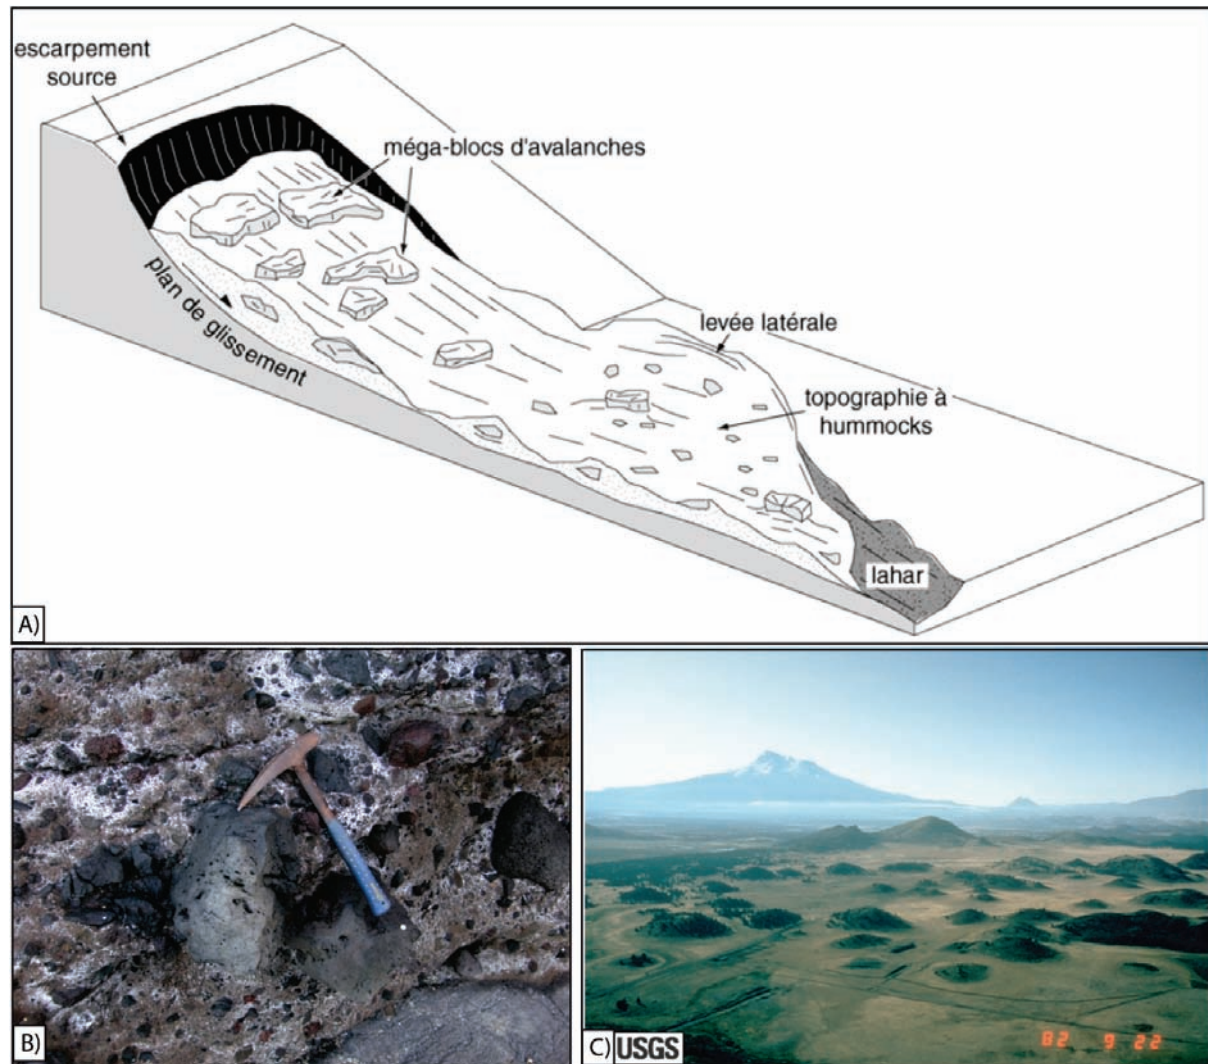 escarpement
source
méga-blocs d'avalanches
plan de glissement
levée latérale
topographie à
hummocks
lahar
A)
B)
C) USGS
82 9 22